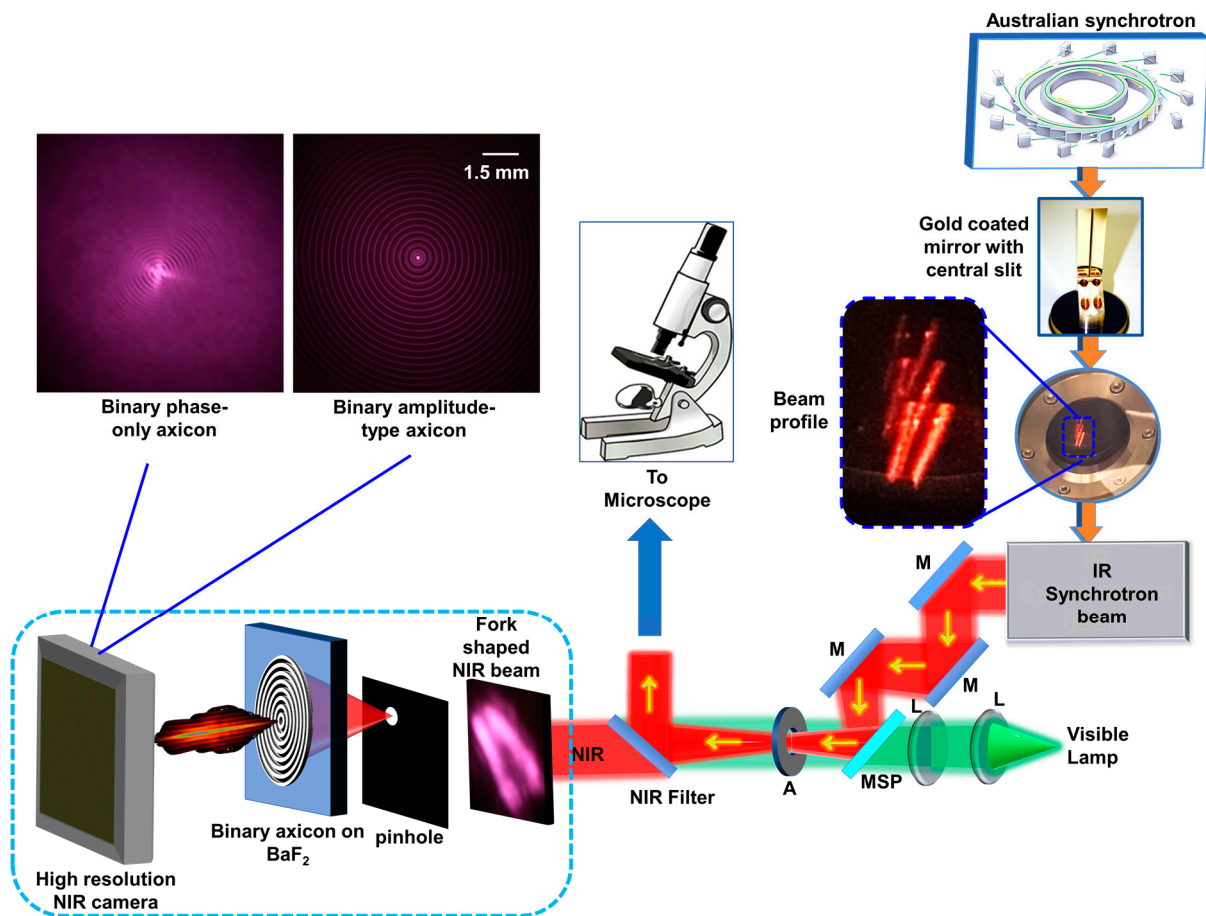 Australian synchrotron
1.5 mm
Gold coated
mirror with
central slit
Binary phase-
only axicon
Binary amplitude-
type axicon
Beam
profile
To
Microscope
IR
Synchrotron
beam
M
M
M
Fork
shaped
NIR beam
L
L
Visible
Lamp
NIR
NIR Filter
A
MSP
Binary axicon on
BaF₂
pinhole
High resolution
NIR camera